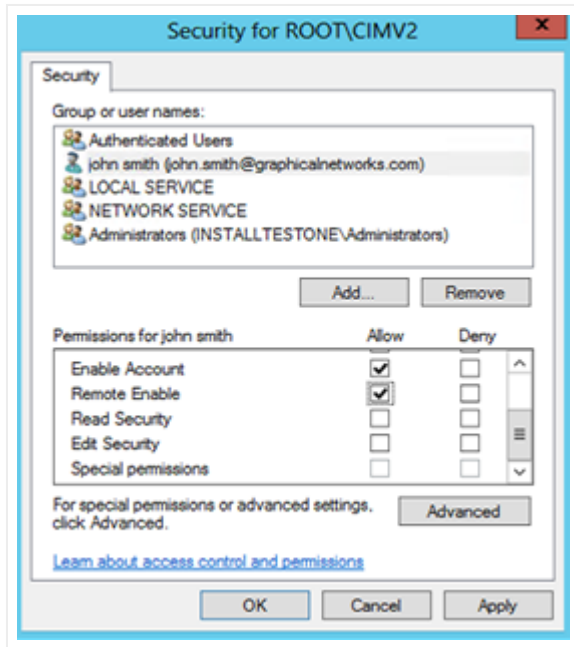 Security for ROOT\CIMV2
x
Security
Group or user names:
Authenticated Users
john smith (john.smith@graphicalnetworks.com)
LOCAL SERVICE
NETWORK SERVICE
Administrators (INSTALLTESTONE\Administrators)
Add... Remove
Permissions for john smith Allow Deny
Enable Account
Remote Enable
Read Security
Edit Security
Special permissions
For special permissions or advanced settings,
click Advanced. Advanced
Learn about access control and permissions
OK Cancel Apply